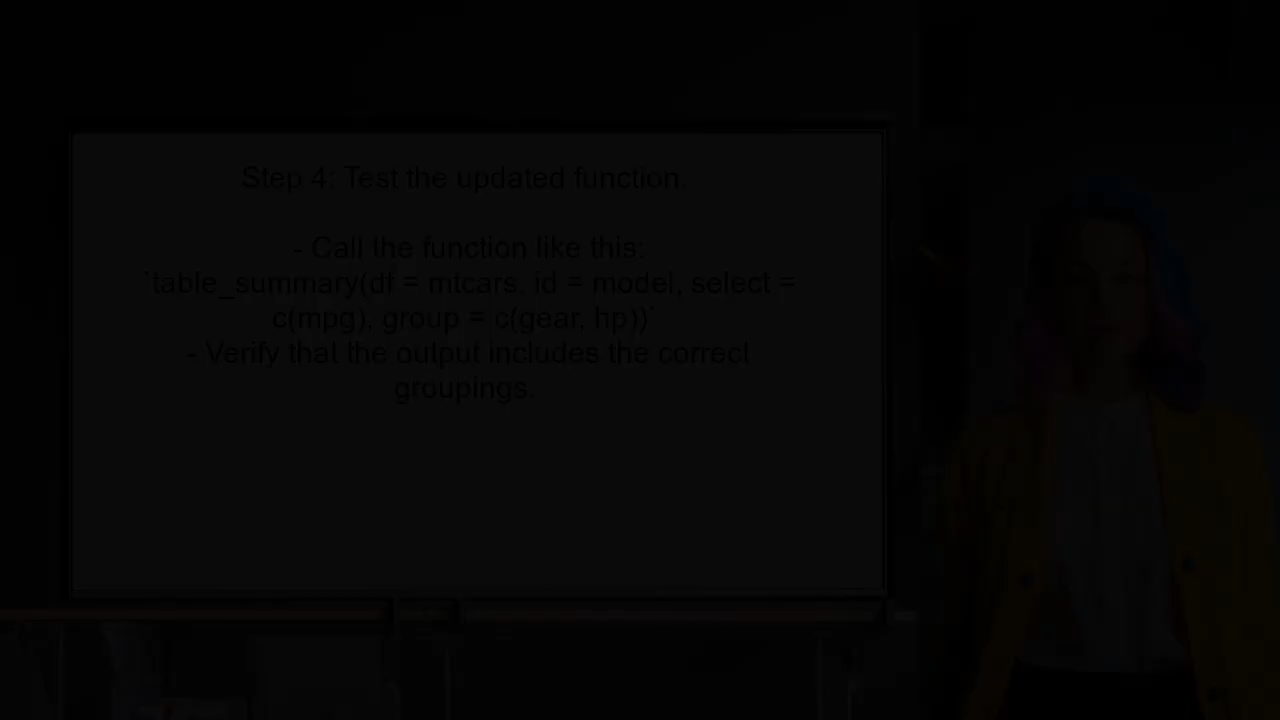 Step 4: Test the updated function.
- Call the function like this:
`table_summary(df = mtcars, id = model, select =
c(mpg), group = c(gear, hp))`
- Verify that the output includes the correct
groupings.